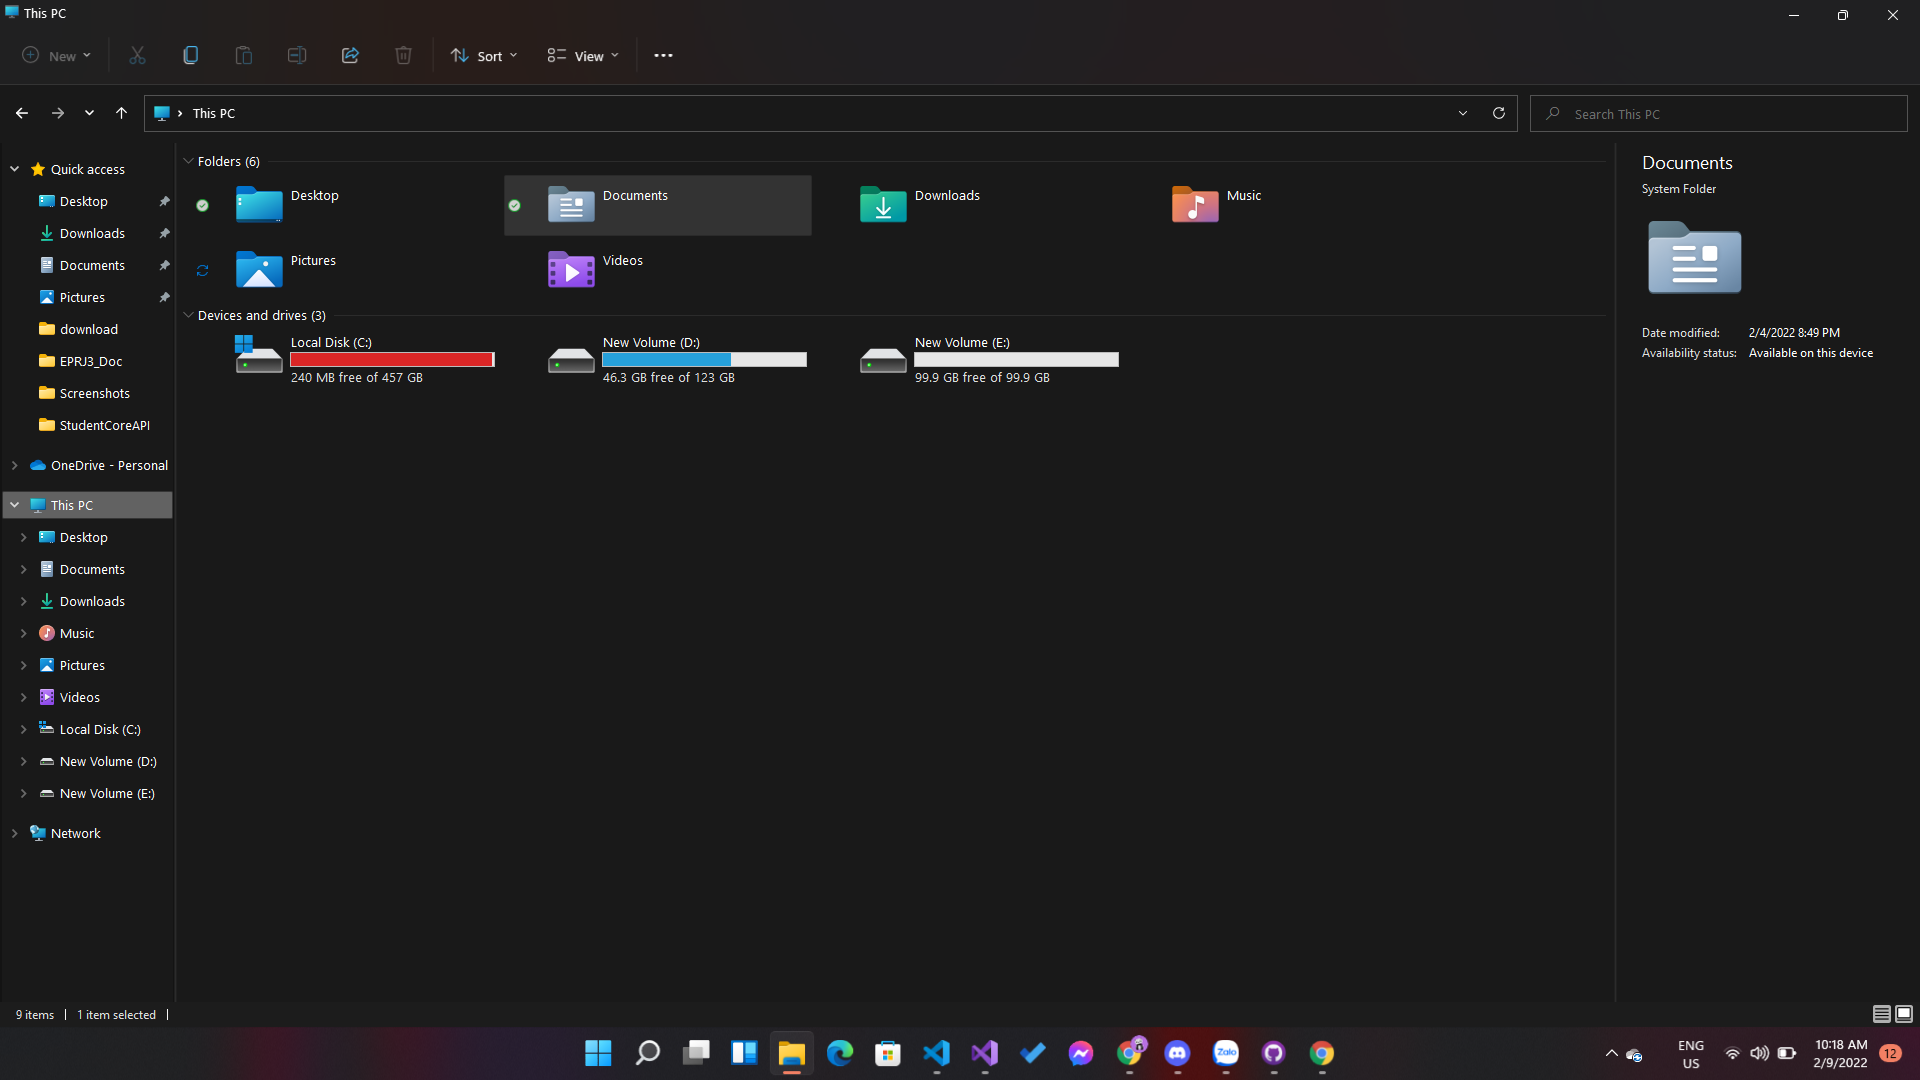 This PC
New
Sort
View
This PC
Search This PC
Quick access
Desktop
Downloads
Documents
Pictures
download
EPRJ3_Doc
Screenshots
StudentCoreAPI
OneDrive - Personal
This PC
Desktop
Documents
Downloads
Music
Pictures
Videos
Local Disk (C:)
New Volume (D:)
New Volume (E:)
Network
Folders (6)
Desktop
Documents
Downloads
Music
Pictures
Videos
Devices and drives (3)
Local Disk (C:)
240 MB free of 457 GB
New Volume (D:)
46.3 GB free of 123 GB
New Volume (E:)
99.9 GB free of 99.9 GB
Documents
System Folder
Date modified: 2/4/2022 8:49 PM
Availability status: Available on this device
9 items
1 item selected
Zalo
ENG
US
10:18 AM
2/9/2022
12